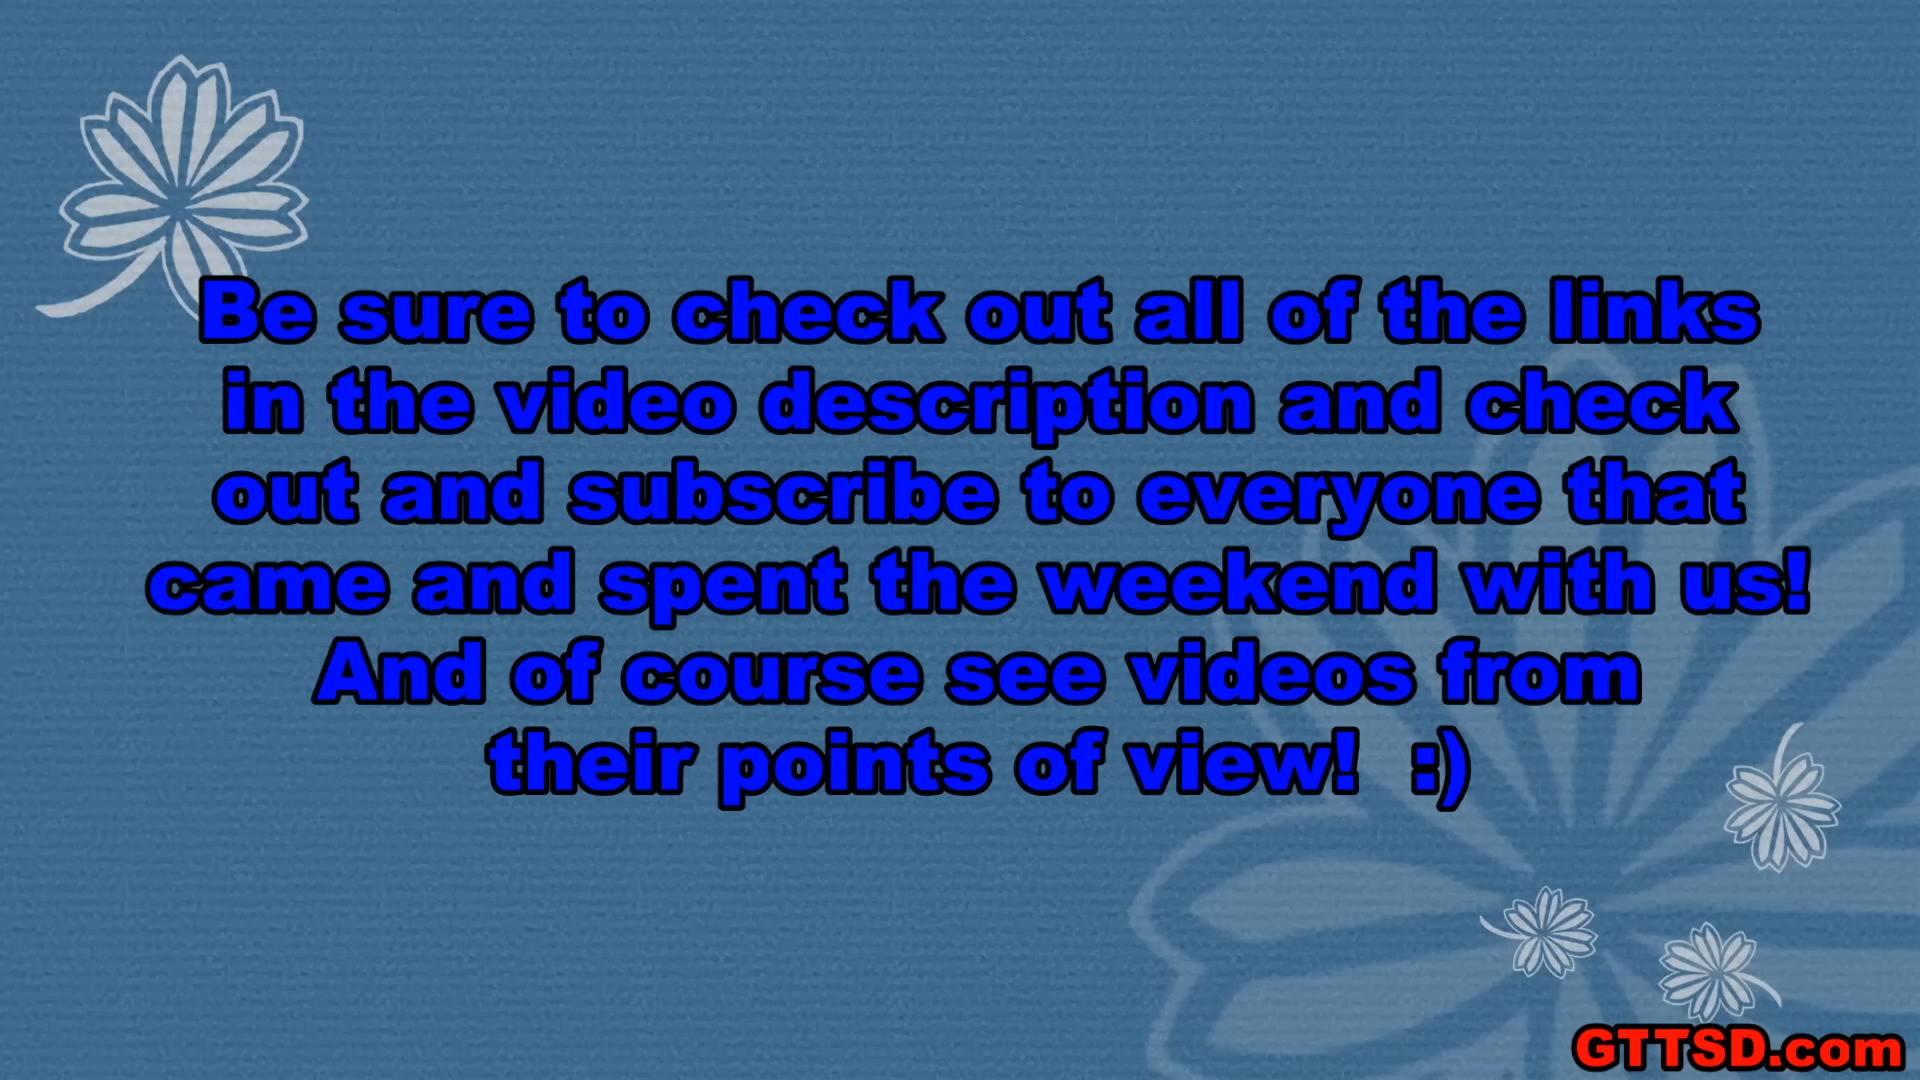 Be sure to check out all of the links
in the video description and check
out and subscribe to everyone that
came and spent the weekend with us!
And of course see videos from
their points of view!  :)
GTTSD.com